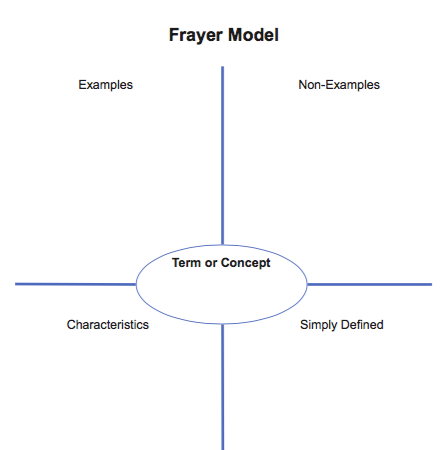 Frayer Model
Examples
Non-Examples
Term or Concept
Characteristics
Simply Defined